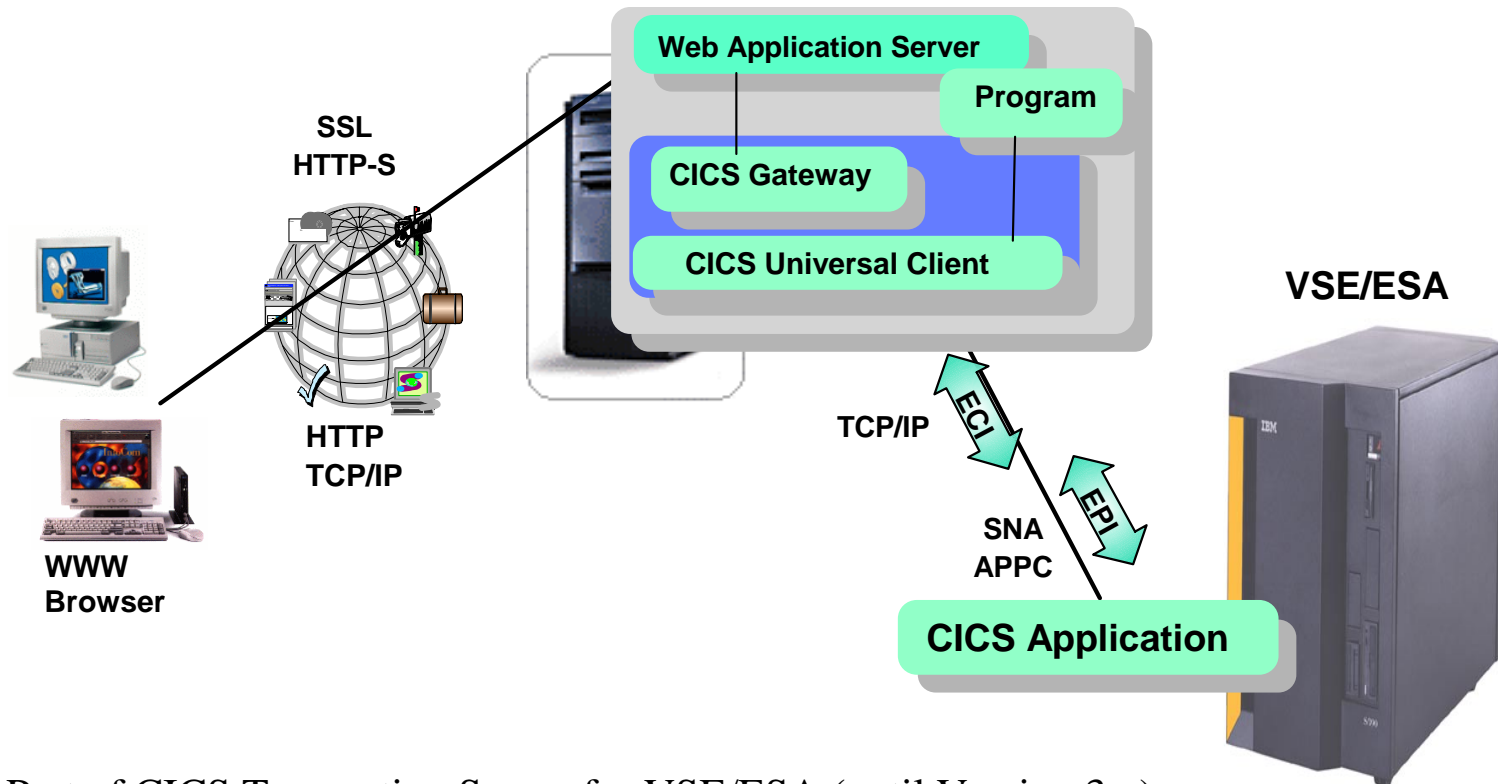 Web Application Server
Program
SSL
HTTP-S
CICS Gateway
CICS Universal Client
VSE/ESA
HTTP
TCP/IP
TCP/IP
ECI
EPI
SNA
APPC
IBM
WWW
Browser
CICS Application